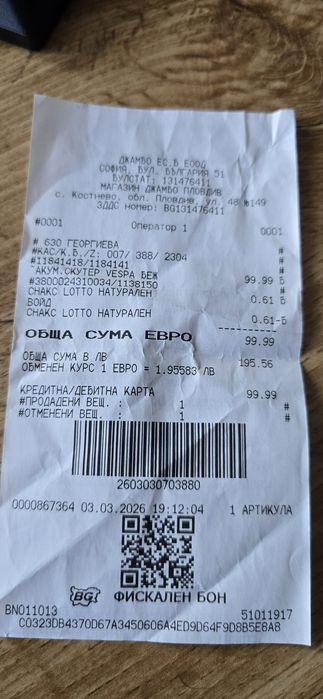 ДЖАМБО ЕС.Б ЕООД
СОФИЯ, БУЛ. БЪЛГАРИЯ 51
БУЛСТАТ: 131476411
МАГАЗИН ДЖАМБО ПЛОВДИВ
с. Костиево, обл. Пловдив, ул. 48 №149
ЗДДС номер: BG131476411
#0001 Оператор 1 0001
# 630 ГЕОРГИЕВА #
#КАС/К.Б./Z: 007/ 388/ 2304 #
#11841418/1184141 #
АКУМ.СКУТЕР VESPA БЕЖ 99.99 Б
#3800024310034/1138150 #
СНАКС LOTTO НАТУРАЛЕН 0.61 Б
ВОЙД
СНАКС LOTTO НАТУРАЛЕН 0.61-Б
ОБЩА СУМА ЕВРО 99.99
ОБЩА СУМА В ЛВ 195.56
ОБМЕНЕН КУРС 1 ЕВРО = 1.95583 ЛВ
КРЕДИТНА/ДЕБИТНА КАРТА 99.99
#ПРОДАДЕНИ ВЕЩ. : 1 #
#ОТМЕНЕНИ ВЕЩ. : 1 #
2603030703880
0000867364 03.03.2026 19:12:04 1 АРТИКУЛА
BG ФИСКАЛЕН БОН
BN011013 51011917
C0323DB4370D67A3450606A4ED9D64F9D8B5E8A8